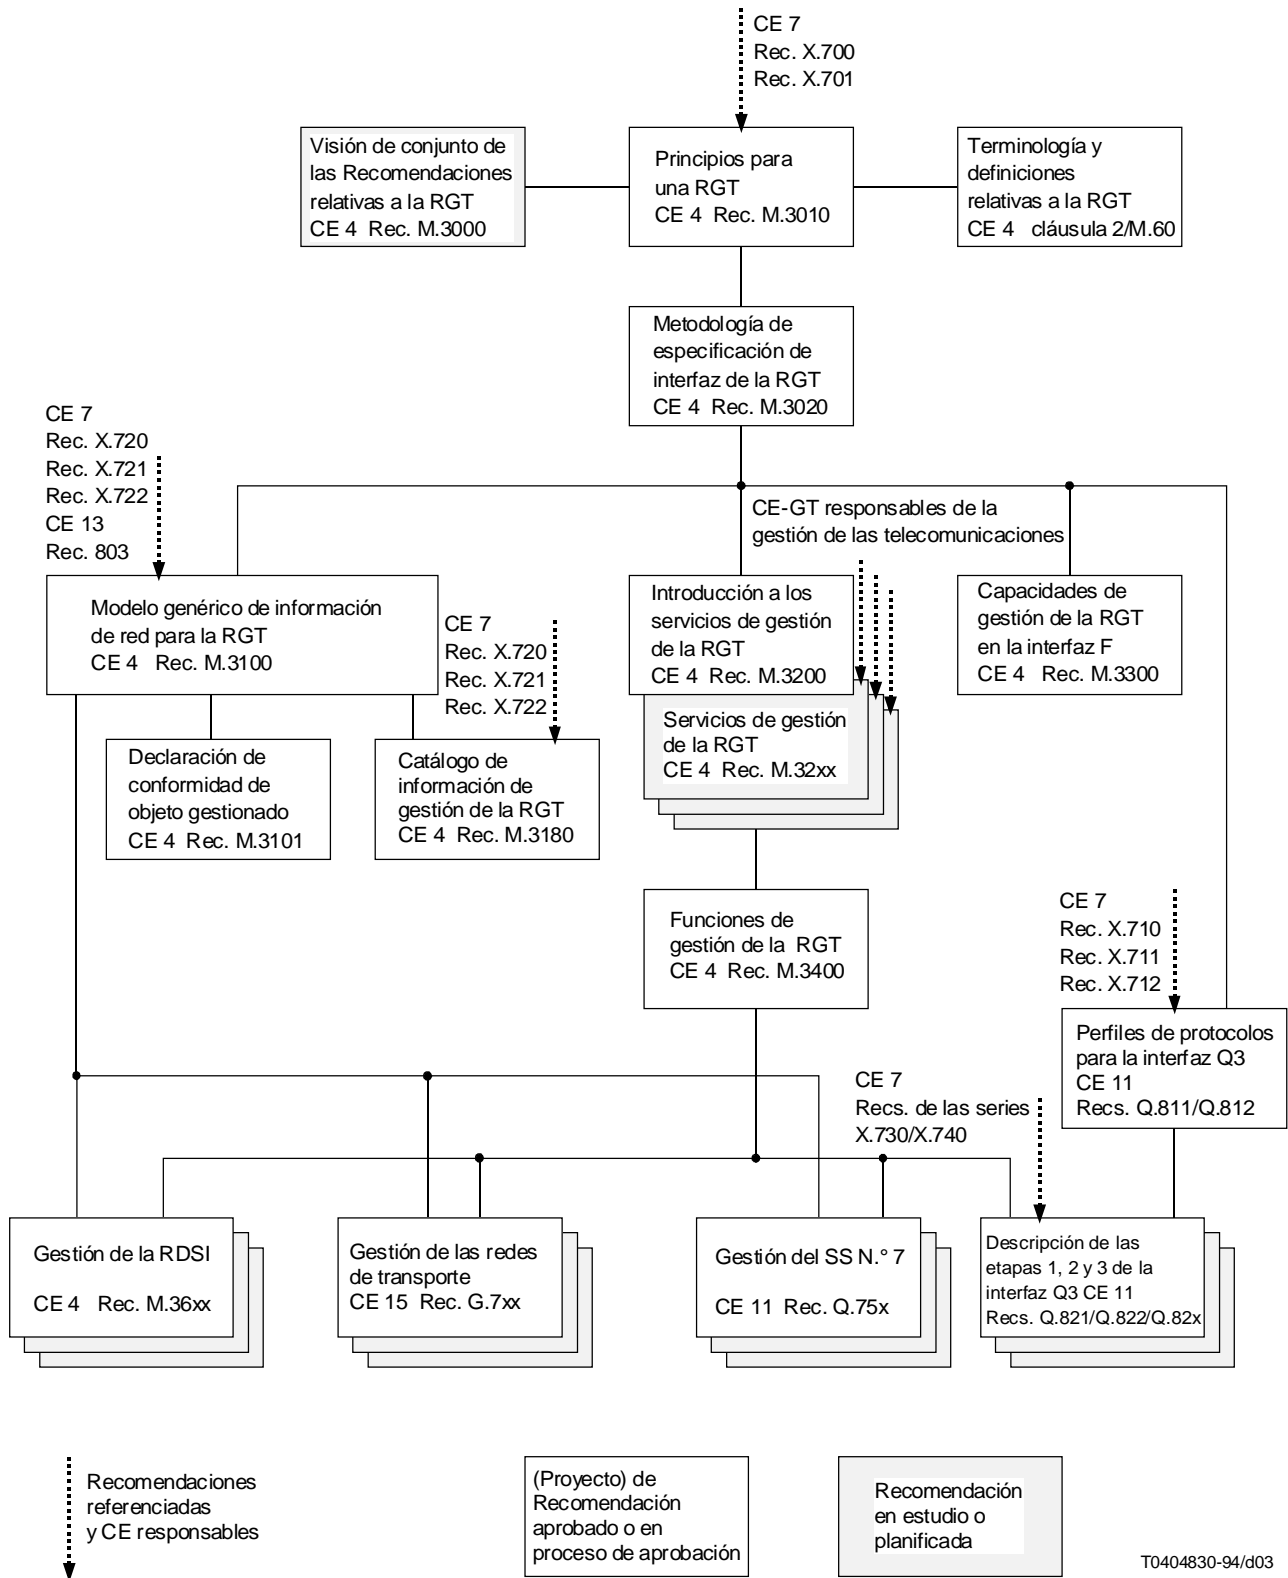 CE 7
Rec. X.700
Rec. X.701
Visión de conjunto de
las Recomendaciones
relativas a la RGT
CE 4 Rec. M.3000
Principios para
una RGT
CE 4 Rec. M.3010
Terminología y
definiciones
relativas a la RGT
CE 4 cláusula 2/M.60
Metodología de
especificación de
interfaz de la RGT
CE 4 Rec. M.3020
CE 7
Rec. X.720
Rec. X.721
Rec. X.722
CE 13
Rec. 803
CE-GT responsables de la
gestión de las telecomunicaciones
Modelo genérico de información
de red para la RGT
CE 4 Rec. M.3100
CE 7
Rec. X.720
Rec. X.721
Rec. X.722
Introducción a los
servicios de gestión
de la RGT
CE 4 Rec. M.3200
Capacidades de
gestión de la RGT
en la interfaz F
CE 4 Rec. M.3300
Servicios de gestión
de la RGT
CE 4 Rec. M.32xx
Declaración de
conformidad de
objeto gestionado
CE 4 Rec. M.3101
Catálogo de
información de
gestión de la RGT
CE 4 Rec. M.3180
Funciones de
gestión de la RGT
CE 4 Rec. M.3400
CE 7
Rec. X.710
Rec. X.711
Rec. X.712
Perfiles de protocolos
para la interfaz Q3
CE 11
Recs. Q.811/Q.812
CE 7
Recs. de las series
X.730/X.740
Gestión de la RDSI
CE 4 Rec. M.36xx
Gestión de las redes
de transporte
CE 15 Rec. G.7xx
Gestión del SS N.° 7
CE 11 Rec. Q.75x
Descripción de las
etapas 1, 2 y 3 de la
interfaz Q3 CE 11
Recs. Q.821/Q.822/Q.82x
Recomendaciones
referenciadas
y CE responsables
(Proyecto) de
Recomendación
aprobado o en
proceso de aprobación
Recomendación
en estudio o
planificada
T0404830-94/d03